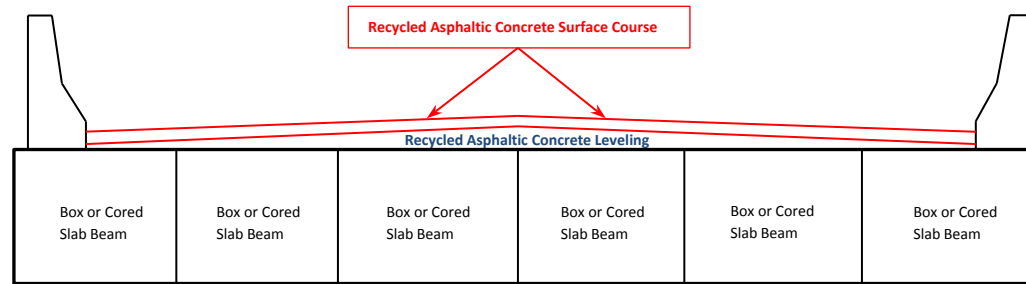 Recycled Asphaltic Concrete Surface Course
Recycled Asphaltic Concrete Leveling
Box or Cored
Slab Beam
Box or Cored
Slab Beam
Box or Cored
Slab Beam
Box or Cored
Slab Beam
Box or Cored
Slab Beam
Box or Cored
Slab Beam